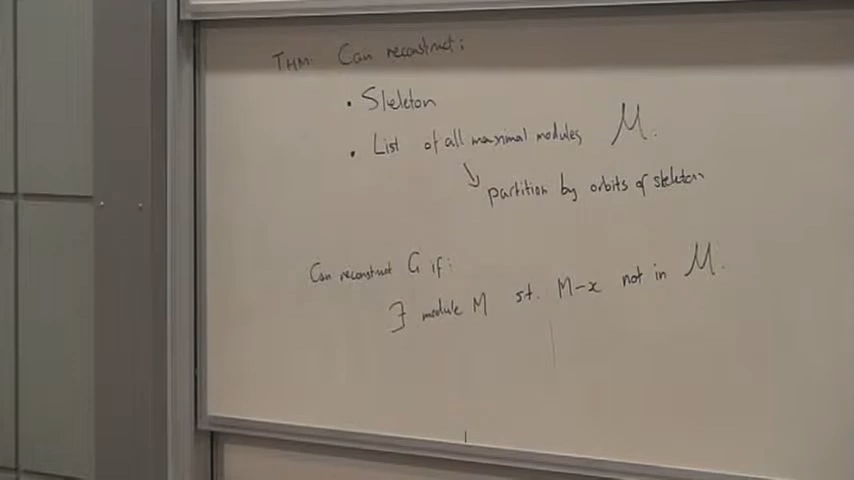 THM. Can reconstruct:
• Skeleton
• List of all maximal modules M.
↘ partition by orbits of skeleton
Can reconstruct G if:
∃ module M st. M-x not in M.